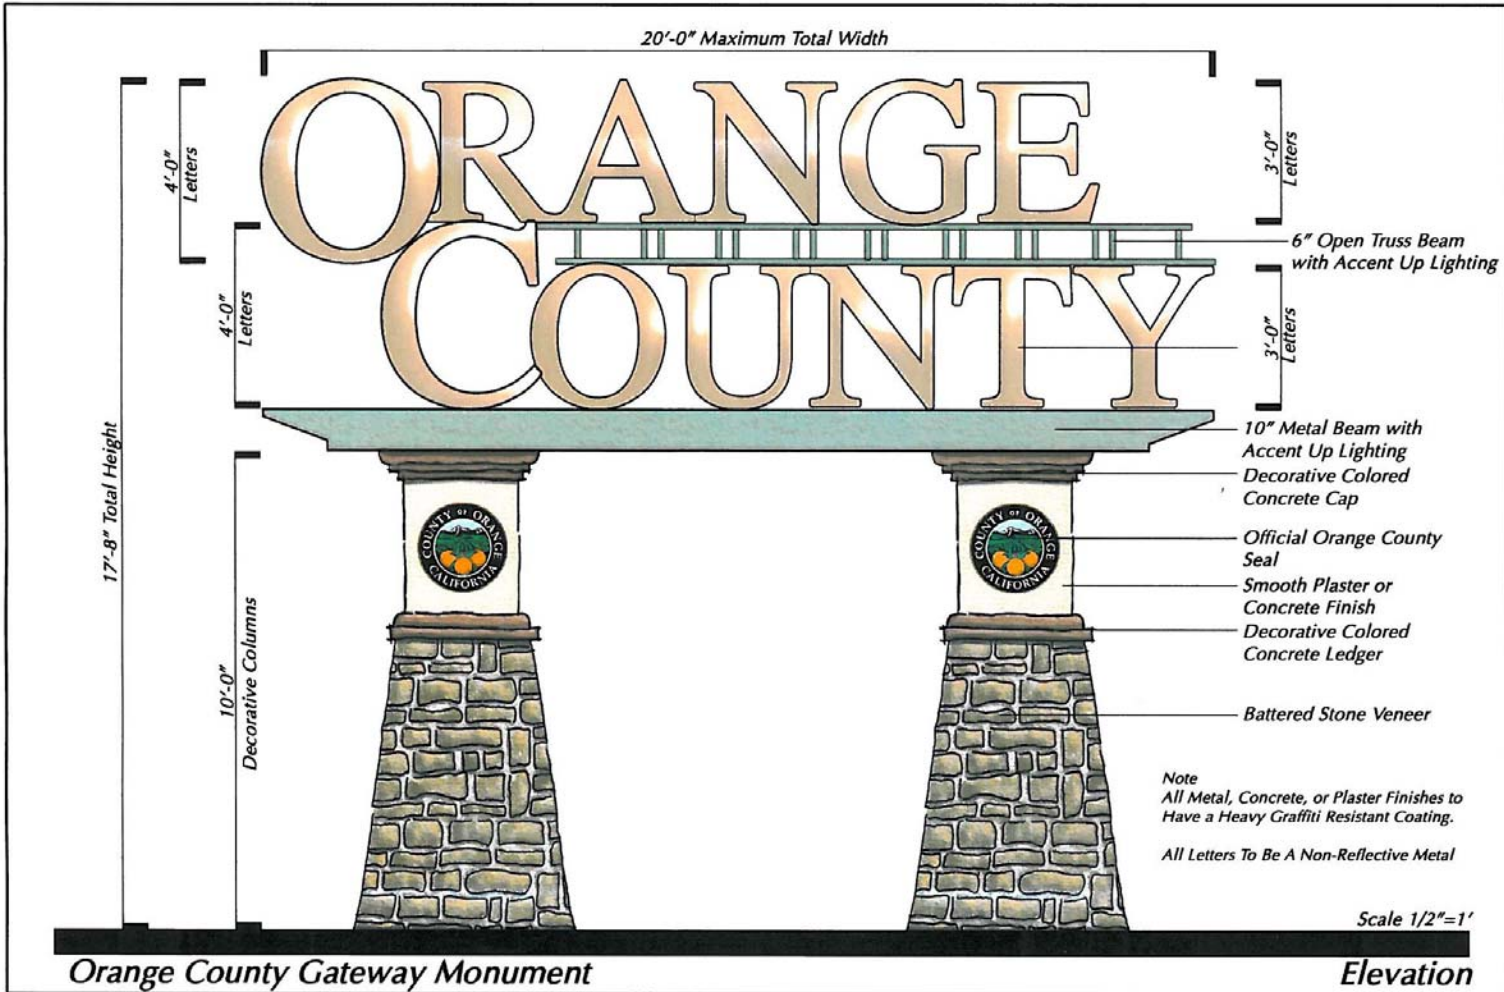 20'-0" Maximum Total Width
ORANGE
COUNTY
4'-0"
Letters
4'-0"
Letters
3'-0"
Letters
3'-0"
Letters
17'-8" Total Height
10'-0"
Decorative Columns
6" Open Truss Beam
with Accent Up Lighting
10" Metal Beam with
Accent Up Lighting
Decorative Colored
Concrete Cap
Official Orange County
Seal
Smooth Plaster or
Concrete Finish
Decorative Colored
Concrete Ledger
Battered Stone Veneer
COUNTY OF ORANGE
CALIFORNIA
COUNTY OF ORANGE
CALIFORNIA
Note
All Metal, Concrete, or Plaster Finishes to
Have a Heavy Graffiti Resistant Coating.
All Letters To Be A Non-Reflective Metal
Scale 1/2"=1'
Orange County Gateway Monument
Elevation